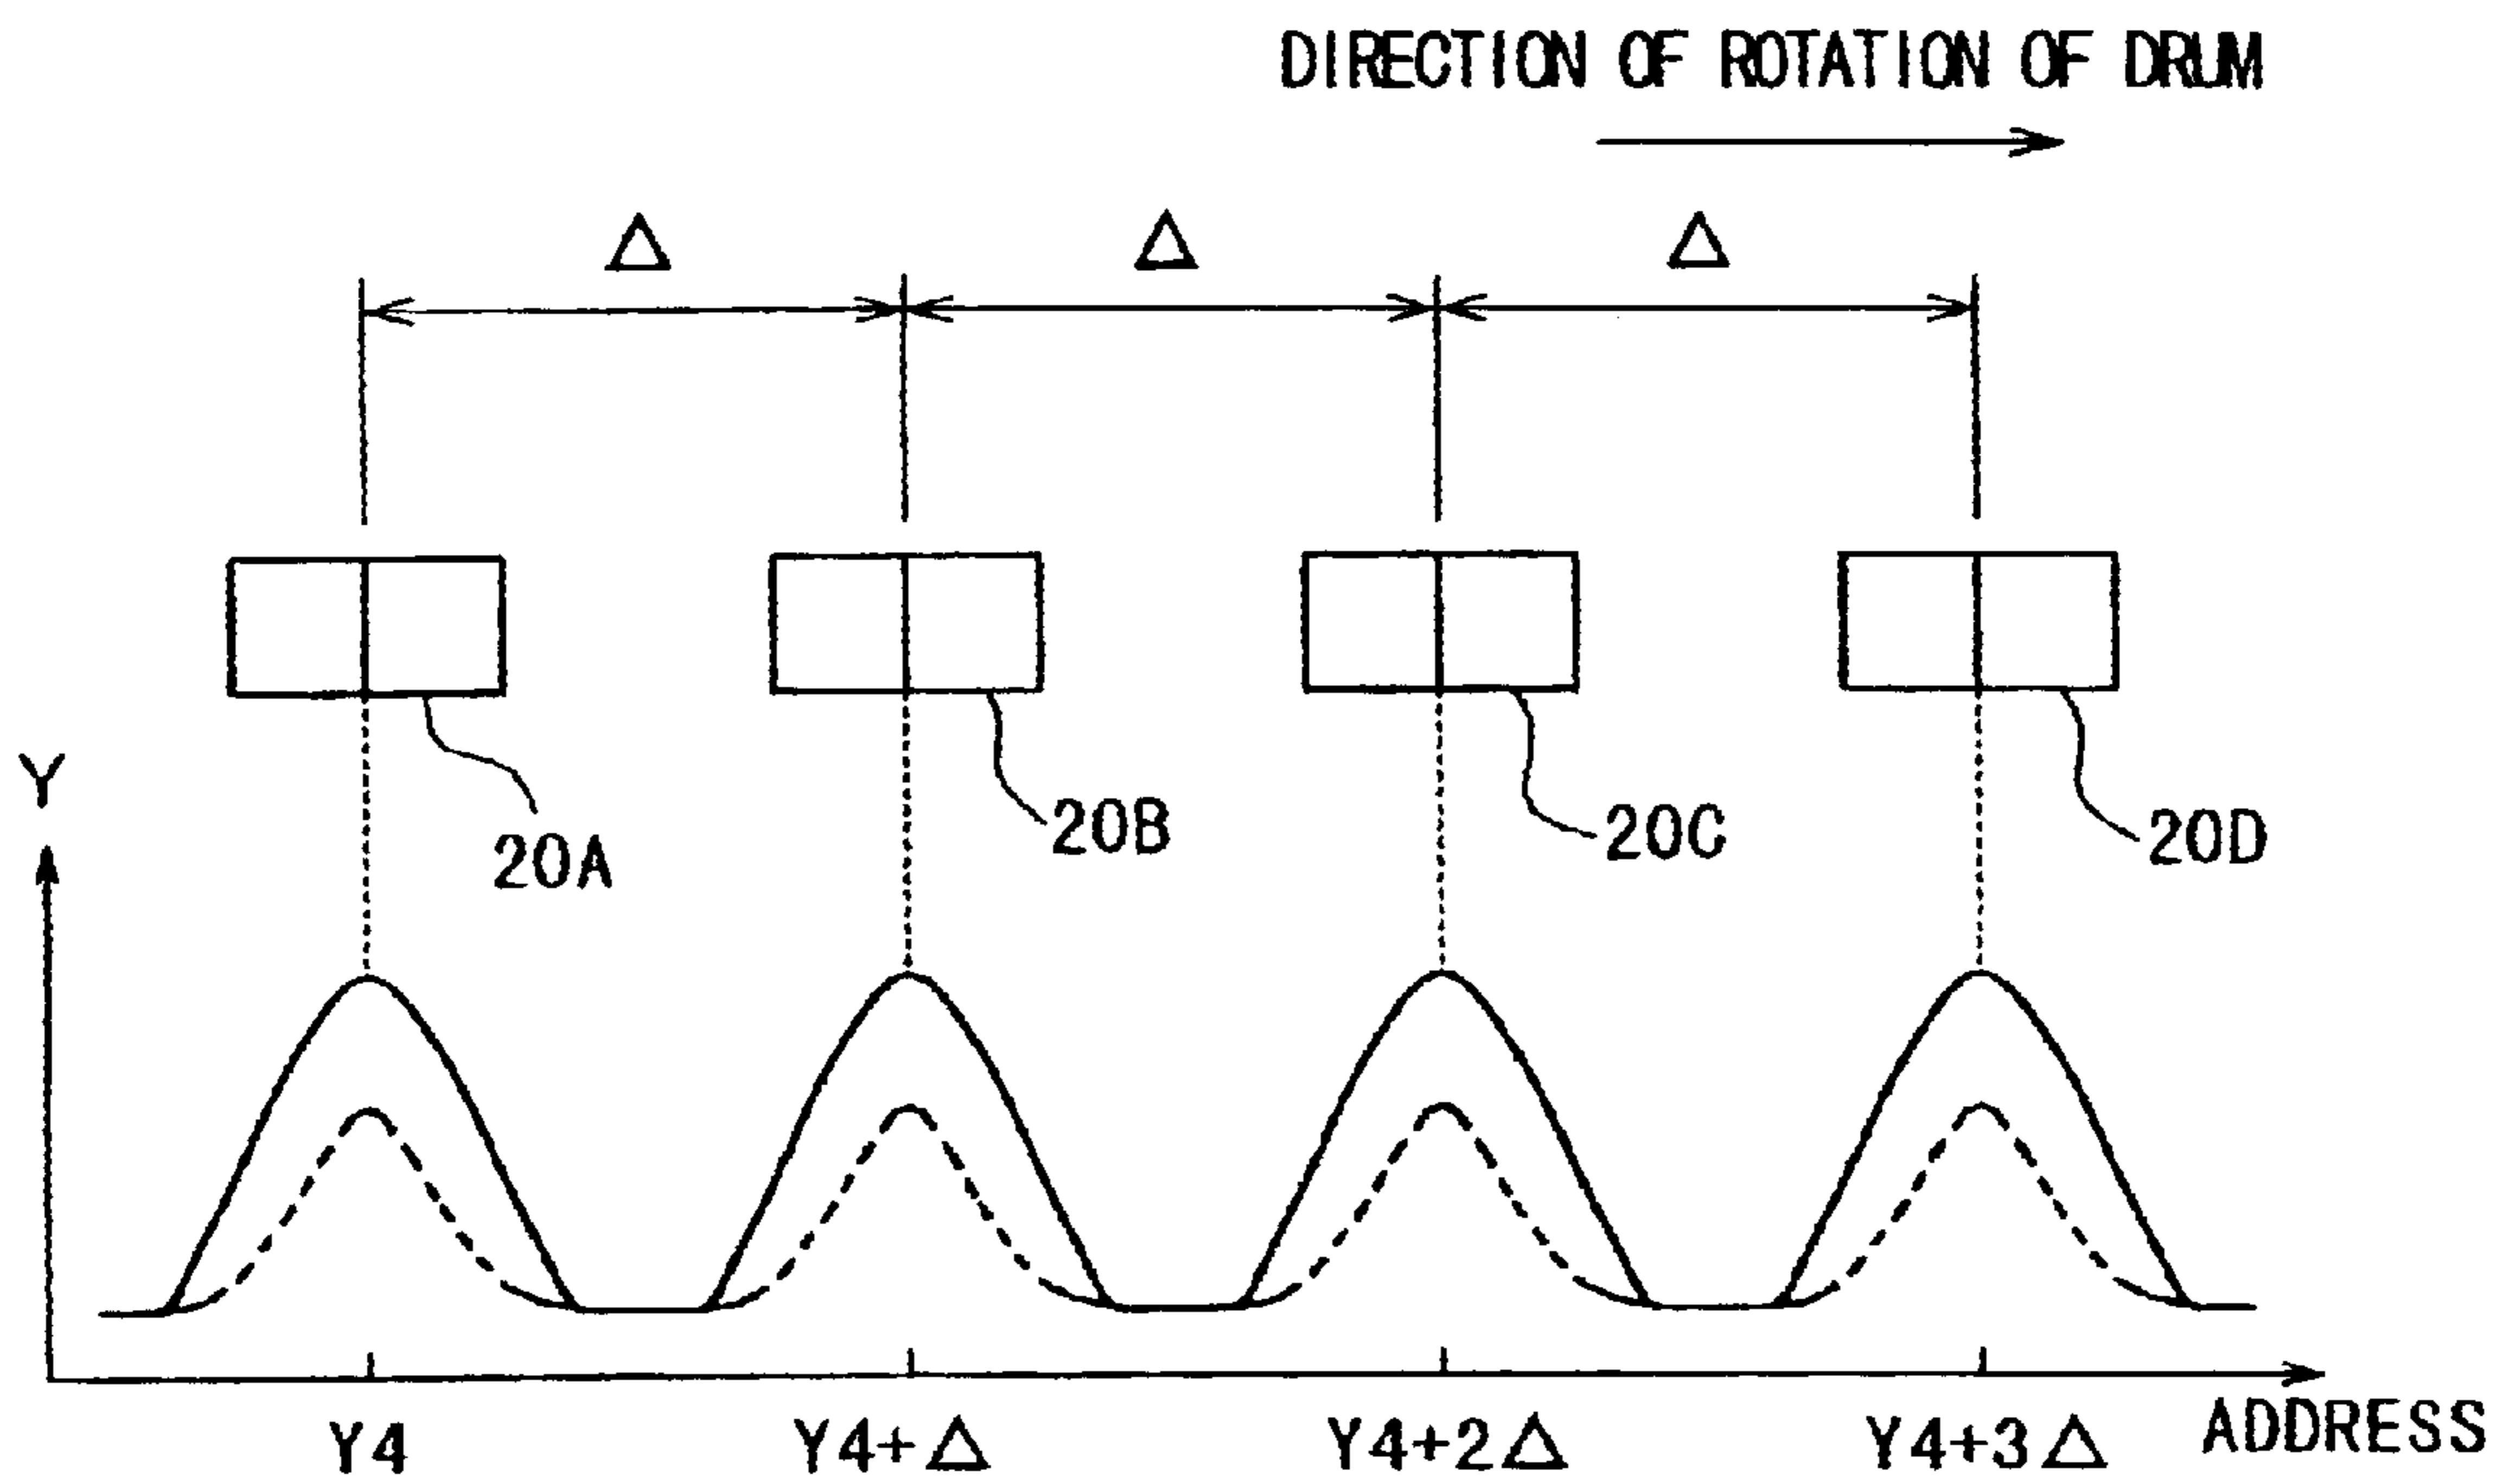 DIRECTION OF ROTATION OF DRUM
Δ Δ Δ
Y
20A 20B 20C 20D
Y4 Y4+Δ Y4+2Δ Y4+3Δ ADDRESS